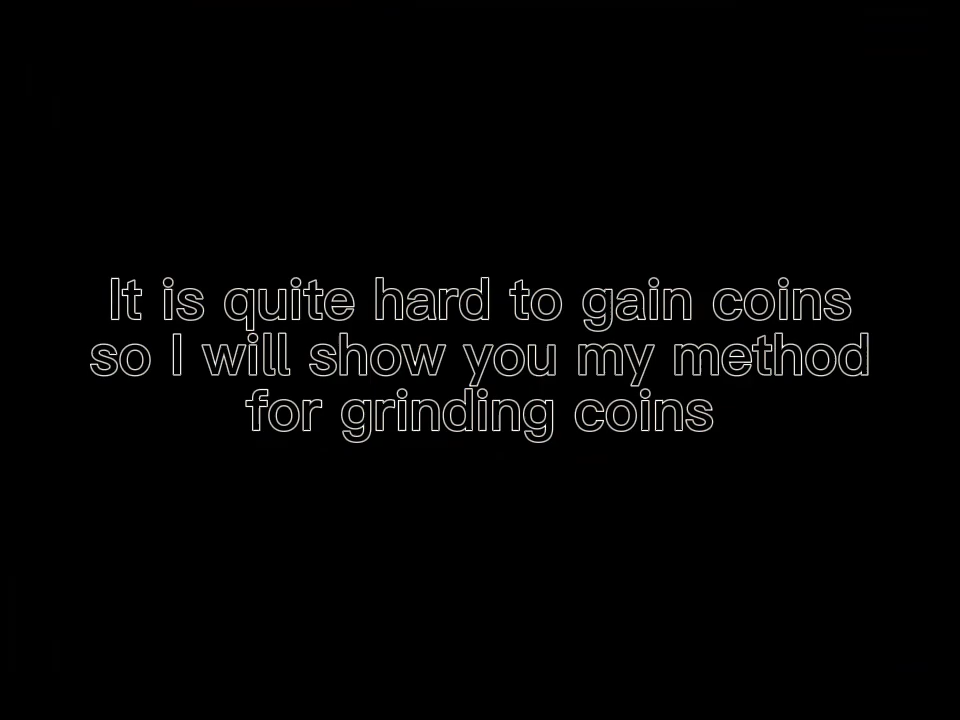 It is quite hard to gain coins
so I will show you my method
for grinding coins